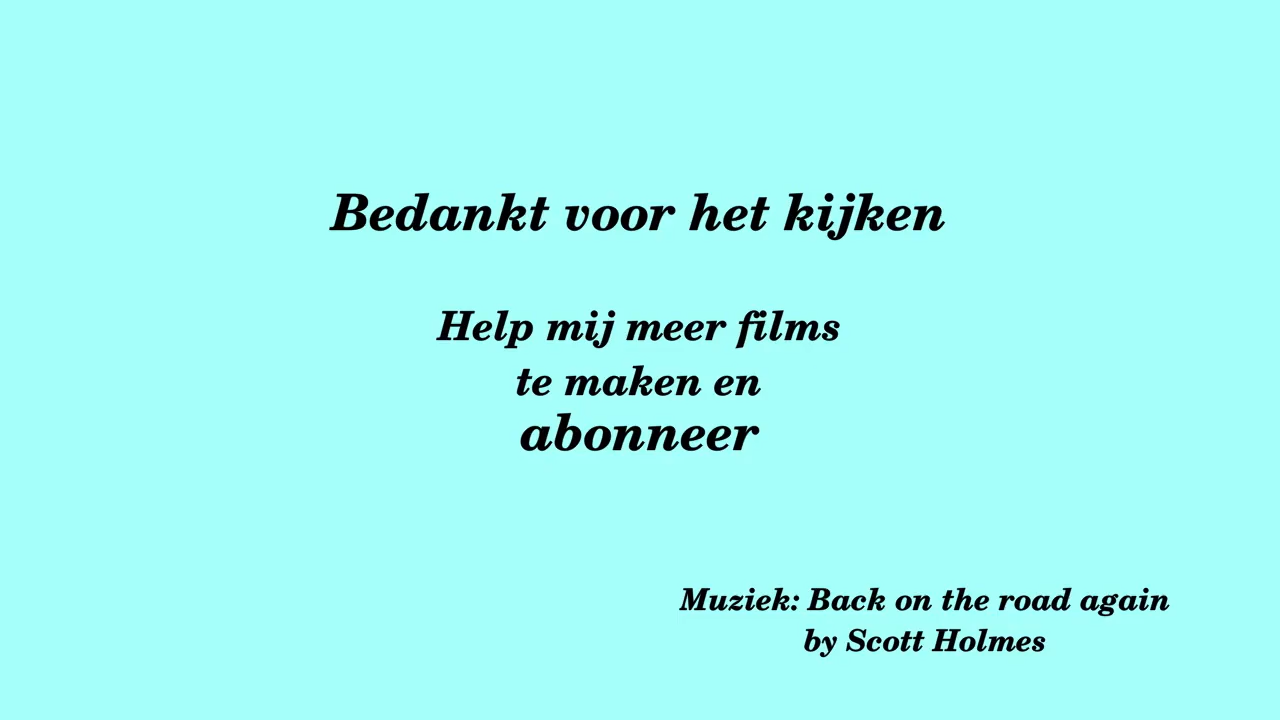 Bedankt voor het kijken
Help mij meer films
te maken en
abonneer
Muziek: Back on the road again
by Scott Holmes